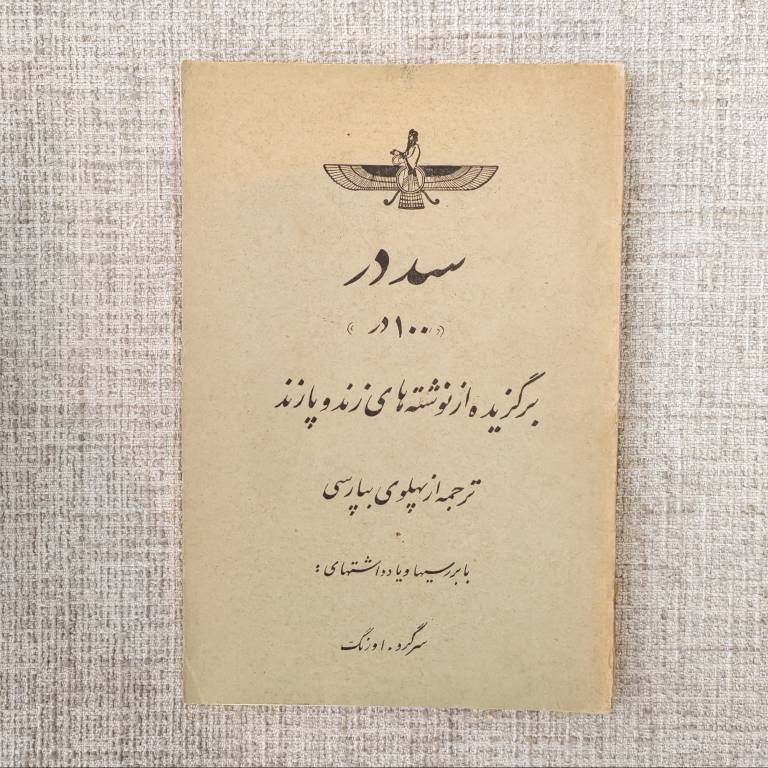 سد در
«۱۰۰ در»
برگزیده از نوشته‌های زند و پازند
ترجمه از پهلوی بپارسی
با بررسیها و یادداشتهای :
سرگرد . اورنگ